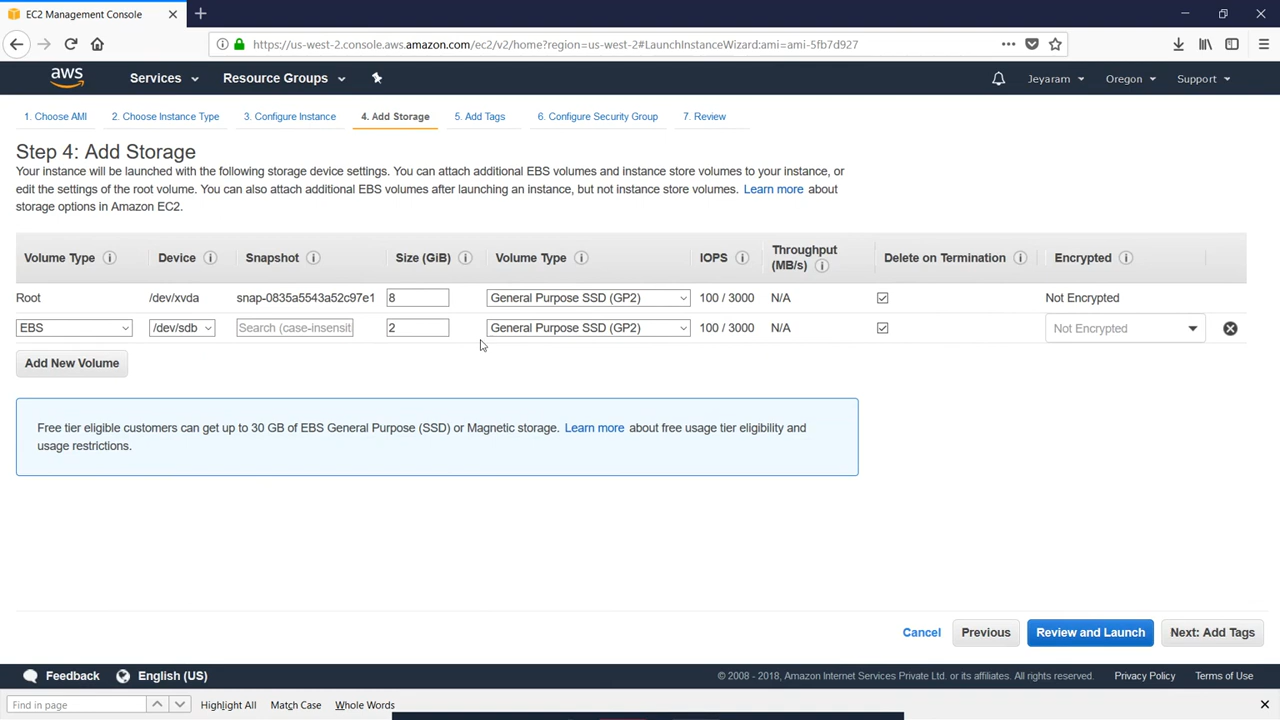 EC2 Management Console
https://us-west-2.console.aws.amazon.com/ec2/v2/home?region=us-west-2#LaunchInstanceWizard:ami=ami-5fb7d927
aws Services Resource Groups Jeyaram Oregon Support
1. Choose AMI 2. Choose Instance Type 3. Configure Instance 4. Add Storage 5. Add Tags 6. Configure Security Group 7. Review
Step 4: Add Storage
Your instance will be launched with the following storage device settings. You can attach additional EBS volumes and instance store volumes to your instance, or
edit the settings of the root volume. You can also attach additional EBS volumes after launching an instance, but not instance store volumes. Learn more about
storage options in Amazon EC2.
Volume Type Device Snapshot Size (GiB) Volume Type IOPS Throughput (MB/s) Delete on Termination Encrypted
Root /dev/xvda snap-0835a5543a52c97e1 8 General Purpose SSD (GP2) 100 / 3000 N/A Not Encrypted
EBS /dev/sdb Search (case-insensit 2 General Purpose SSD (GP2) 100 / 3000 N/A Not Encrypted
Add New Volume
Free tier eligible customers can get up to 30 GB of EBS General Purpose (SSD) or Magnetic storage. Learn more about free usage tier eligibility and
usage restrictions.
Cancel Previous Review and Launch Next: Add Tags
Feedback English (US) © 2008 - 2018, Amazon Internet Services Private Ltd. or its affiliates. All rights reserved. Privacy Policy Terms of Use
Find in page Highlight All Match Case Whole Words